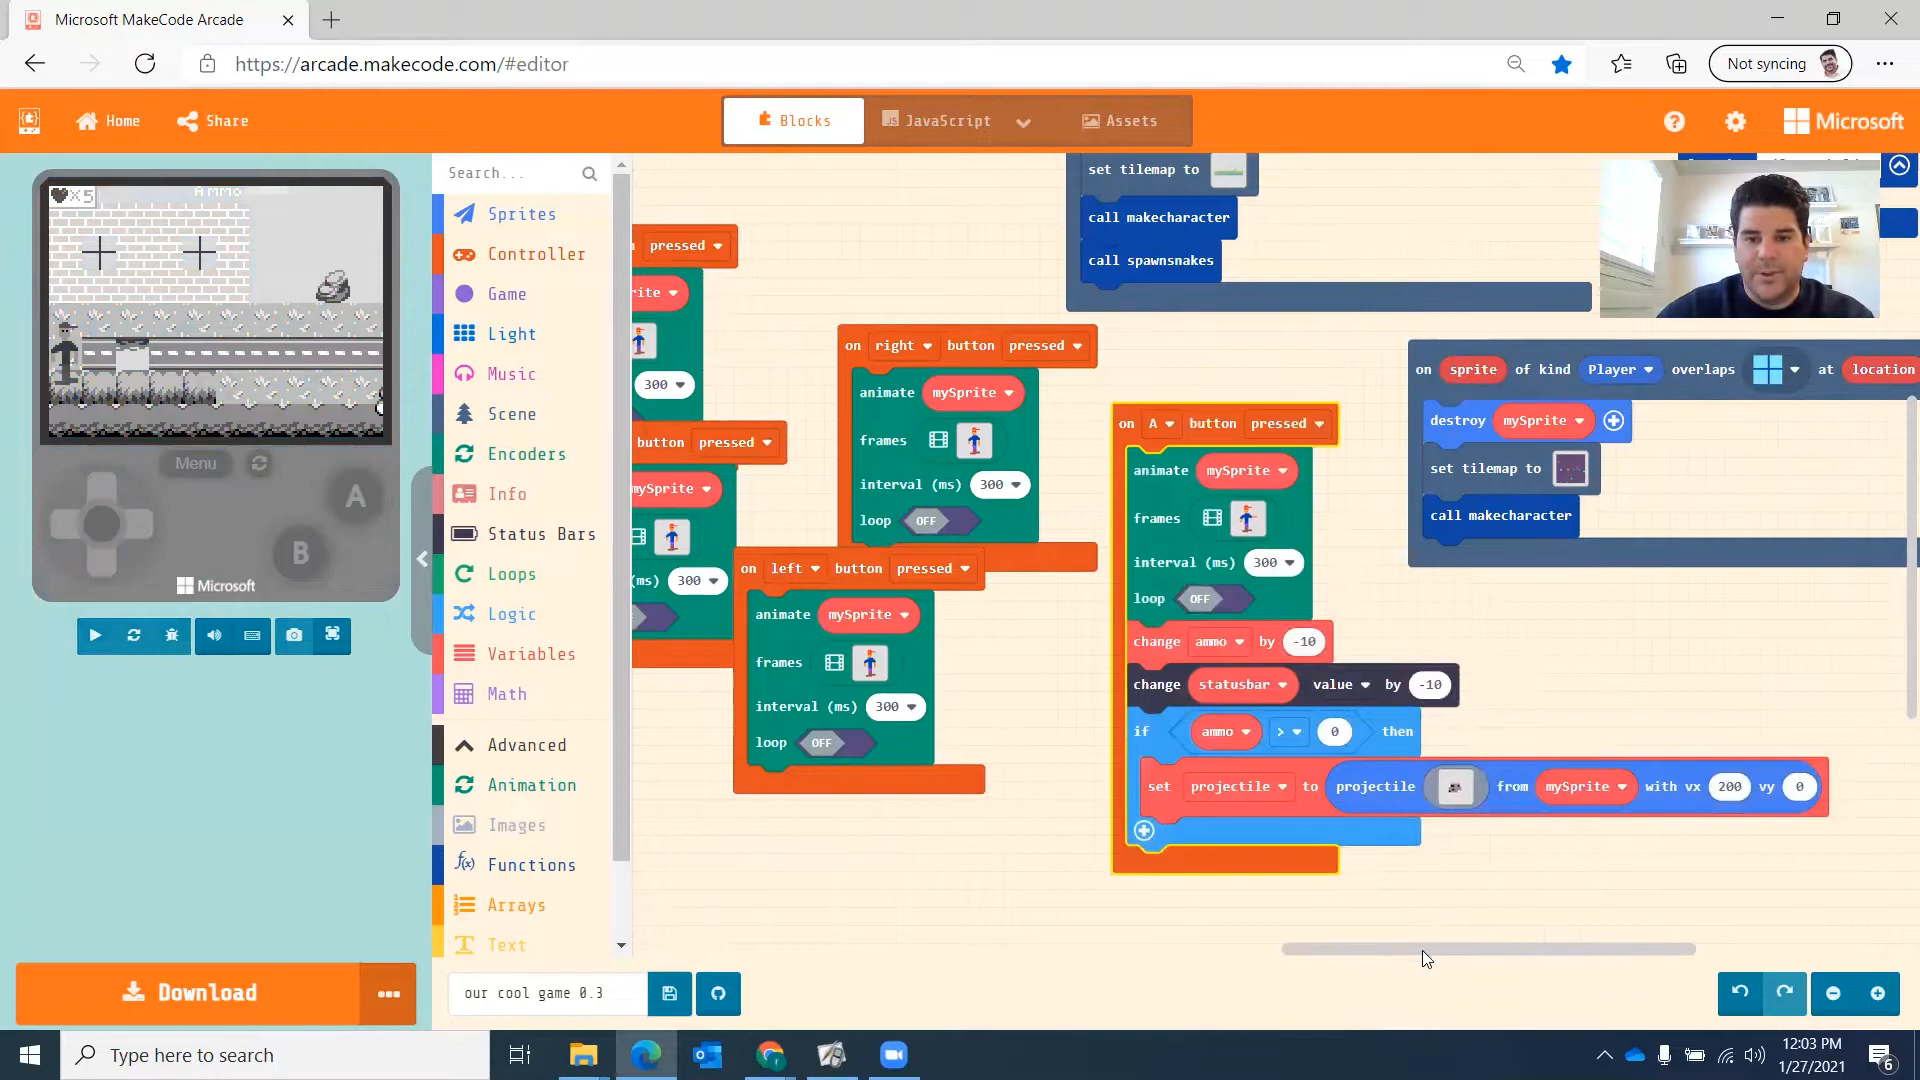 Microsoft MakeCode Arcade
https://arcade.makecode.com/#editor
Not syncing
Home
Share
Blocks
JavaScript
Assets
Microsoft
×5
AMMO
Menu
A
B
Microsoft
Download
Search...
Sprites
Controller
Game
Light
Music
Scene
Encoders
Info
Status Bars
Loops
Logic
Variables
Math
Advanced
Animation
Images
Functions
Arrays
Text
set tilemap to
call makecharacter
call spawnsnakes
pressed
300
button pressed
mySprite
300
on right button pressed
animate mySprite
frames
interval (ms) 300
loop OFF
on left button pressed
animate mySprite
frames
interval (ms) 300
loop OFF
on A button pressed
animate mySprite
frames
interval (ms) 300
loop OFF
change ammo by -10
change statusbar value by -10
if ammo > 0 then
set projectile to projectile from mySprite with vx 200 vy 0
on sprite of kind Player overlaps at location
destroy mySprite
set tilemap to
call makecharacter
our cool game 0.3
Type here to search
12:03 PM
1/27/2021
6